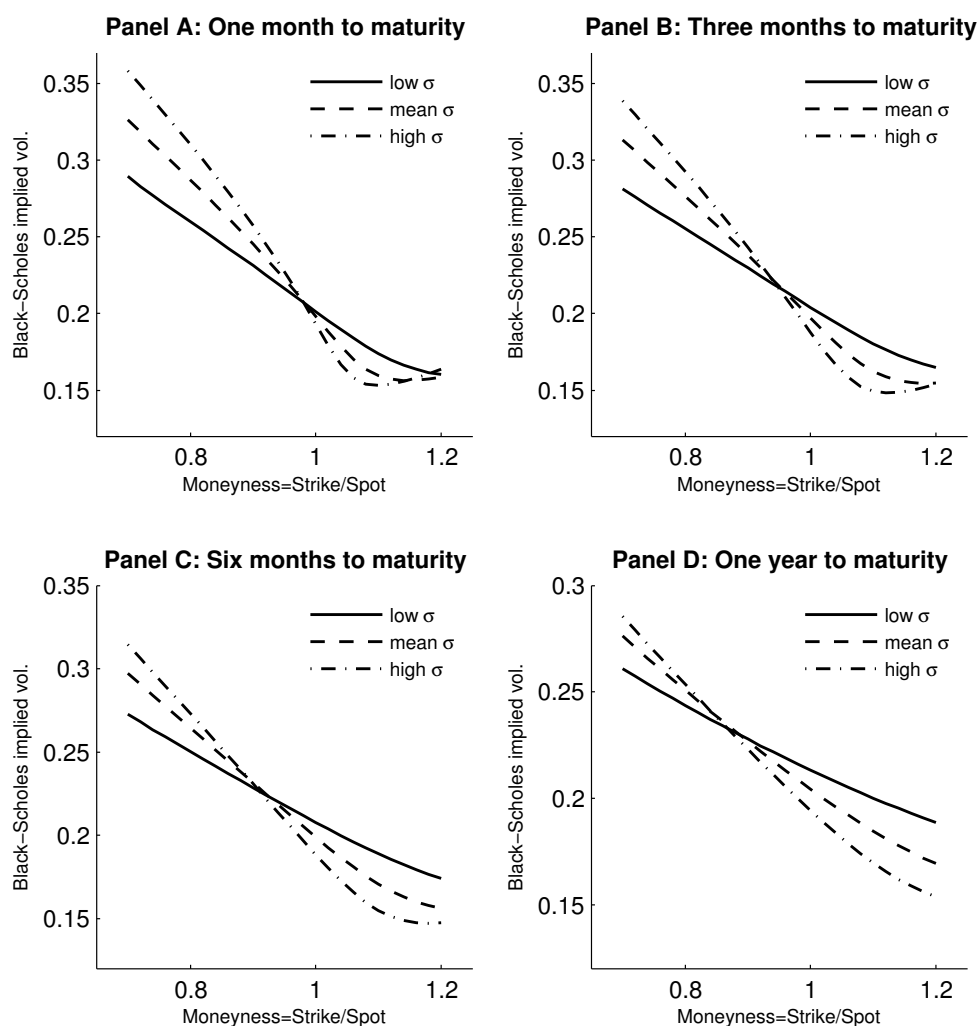 Panel A: One month to maturity
0.35
0.3
0.25
0.2
0.15
Black–Scholes implied vol.
low σ
mean σ
high σ
0.8
1
1.2
Moneyness=Strike/Spot
Panel B: Three months to maturity
0.35
0.3
0.25
0.2
0.15
Black–Scholes implied vol.
low σ
mean σ
high σ
0.8
1
1.2
Moneyness=Strike/Spot
Panel C: Six months to maturity
0.35
0.3
0.25
0.2
0.15
Black–Scholes implied vol.
low σ
mean σ
high σ
0.8
1
1.2
Moneyness=Strike/Spot
Panel D: One year to maturity
0.3
0.25
0.2
0.15
Black–Scholes implied vol.
low σ
mean σ
high σ
0.8
1
1.2
Moneyness=Strike/Spot